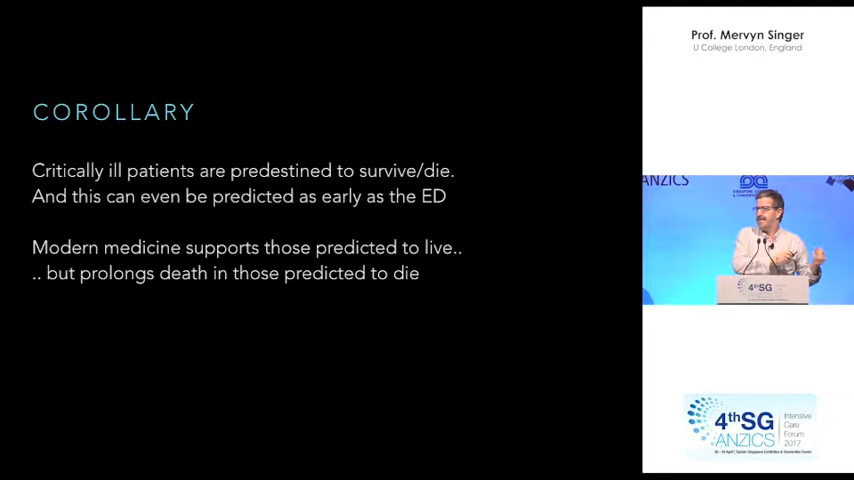 COROLLARY
Critically ill patients are predestined to survive/die.
And this can even be predicted as early as the ED
Modern medicine supports those predicted to live..
.. but prolongs death in those predicted to die
Prof. Mervyn Singer
U College London, England
ANZICS
4thSG
4thSG
ANZICS
Intensive
Care
Forum
2017